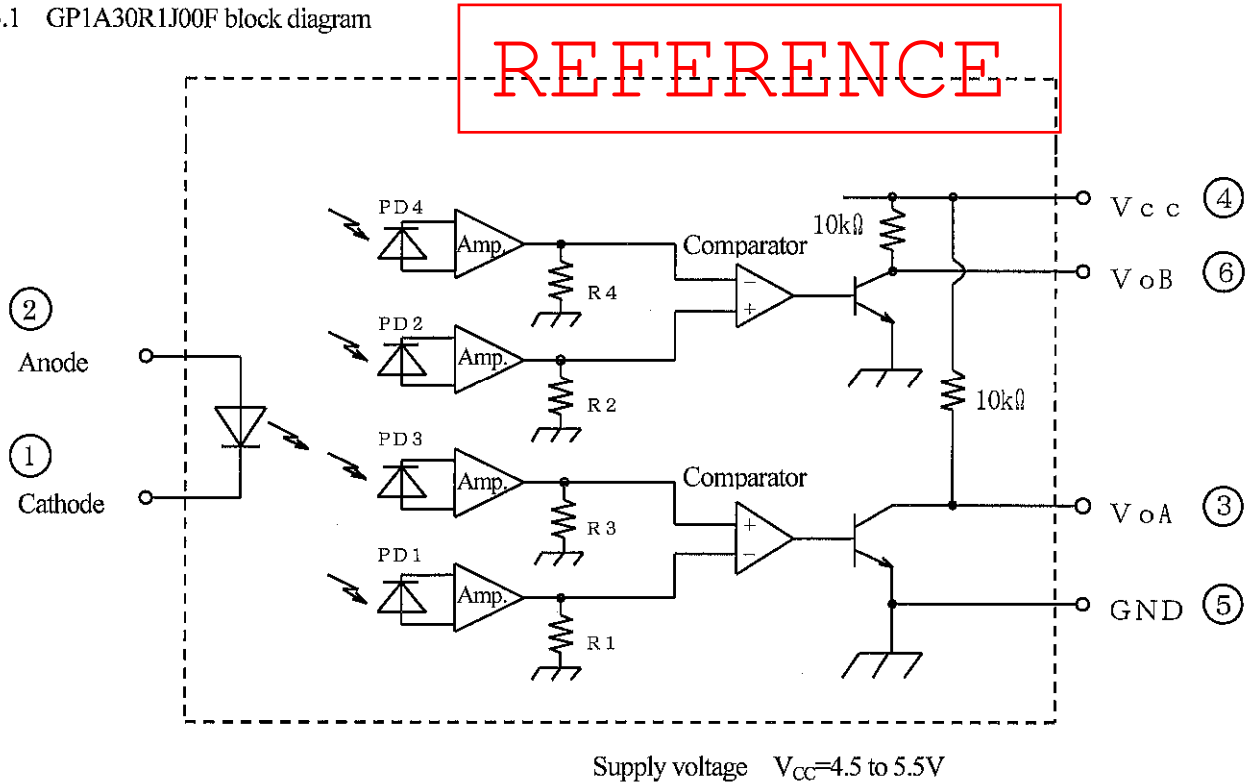 .1 GP1A30R1J00F block diagram
REFERENCE
PD4
Amp.
R4
Comparator
−
+
10kΩ
Vcc ④
VoB ⑥
PD2
Amp.
R2
②
Anode
10kΩ
①
Cathode
PD3
Amp.
R3
Comparator
+
−
VoA ③
PD1
Amp.
R1
GND ⑤
Supply voltage VCC=4.5 to 5.5V